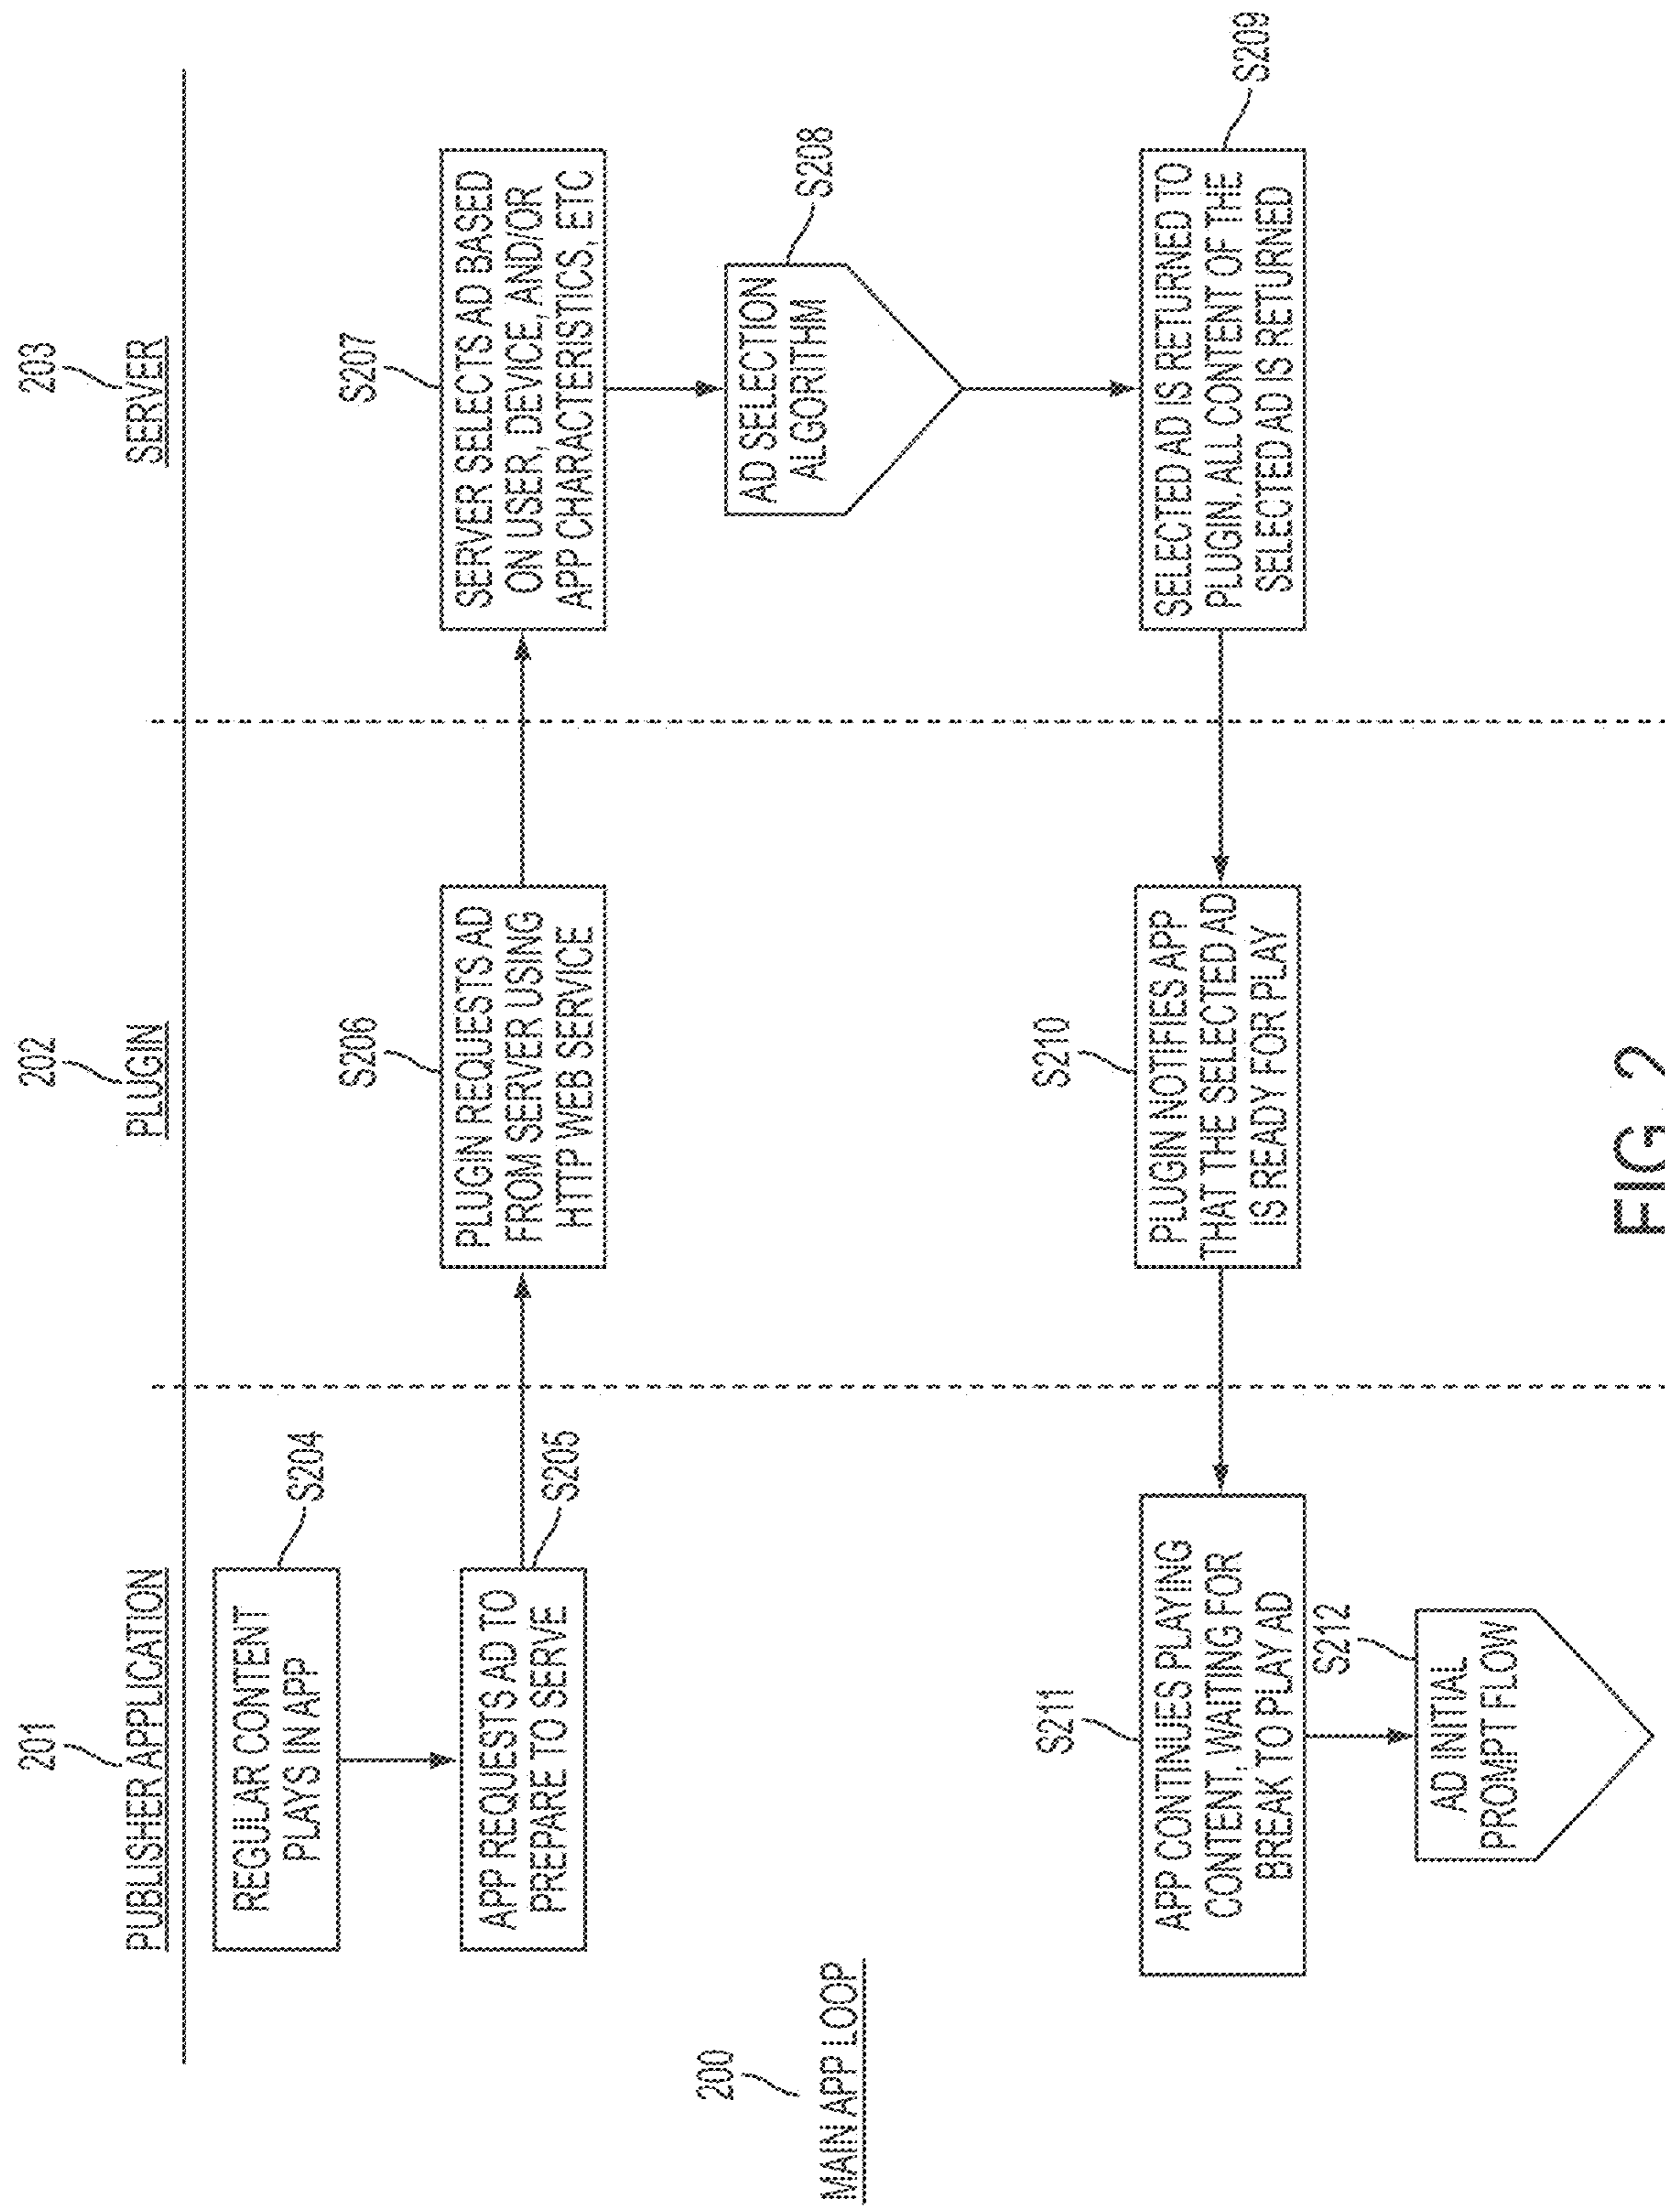 201
PUBLISHER APPLICATION
202
PLUGIN
203
SERVER
REGULAR CONTENT
PLAYS IN APP
S204
APP REQUESTS AD TO
PREPARE TO SERVE
S205
S206
PLUGIN REQUESTS AD
FROM SERVER USING
HTTP WEB SERVICE
S207
SERVER SELECTS AD BASED
ON USER, DEVICE, AND/OR
APP CHARACTERISTICS, ETC
200
MAIN APP LOOP
AD SELECTION
ALGORITHM
S208
S211
APP CONTINUES PLAYING
CONTENT, WAITING FOR
BREAK TO PLAY AD
S210
PLUGIN NOTIFIES APP
THAT THE SELECTED AD
IS READY FOR PLAY
SELECTED AD IS RETURNED TO
PLUGIN. ALL CONTENT OF THE
SELECTED AD IS RETURNED
S209
S212
AD INITIAL
PROMPT FLOW
FIG. 2